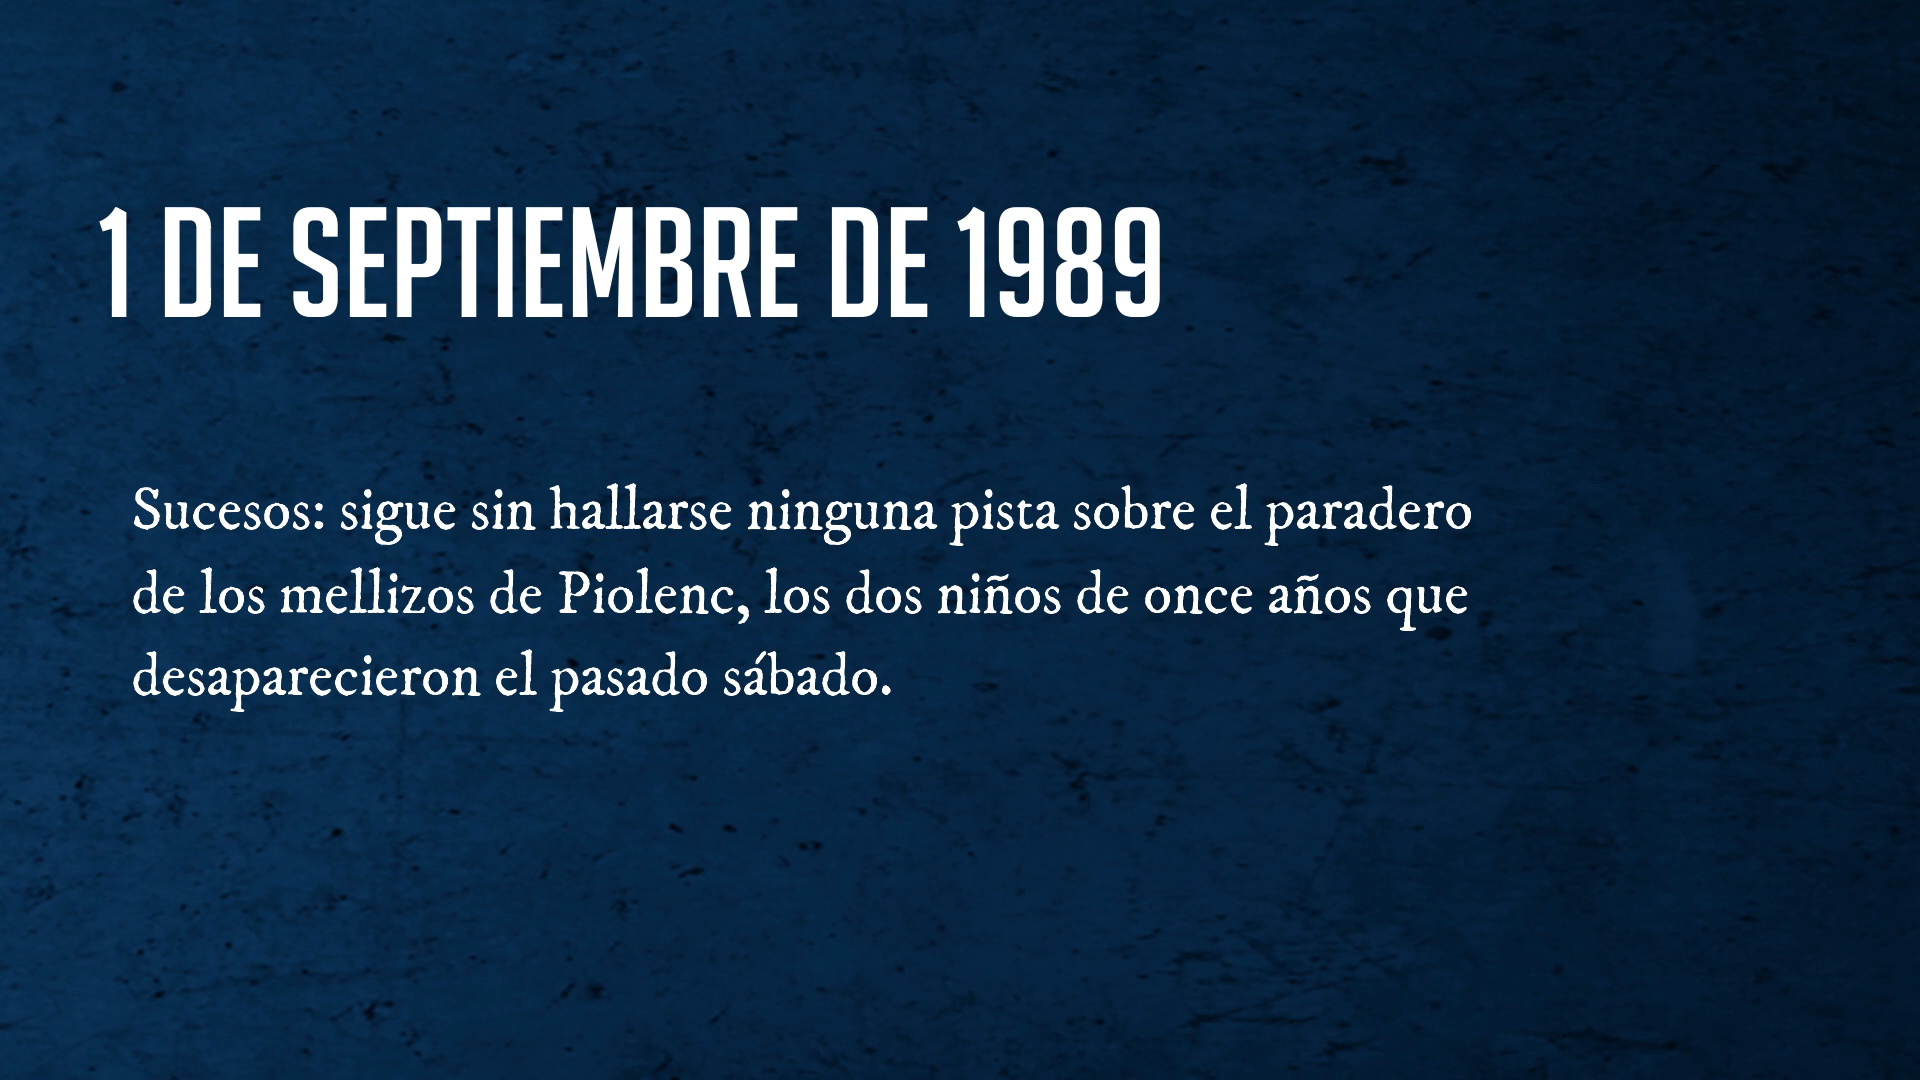 1 DE SEPTIEMBRE DE 1989
Sucesos: sigue sin hallarse ninguna pista sobre el paradero
de los mellizos de Piolenc, los dos niños de once años que
desaparecieron el pasado sábado.